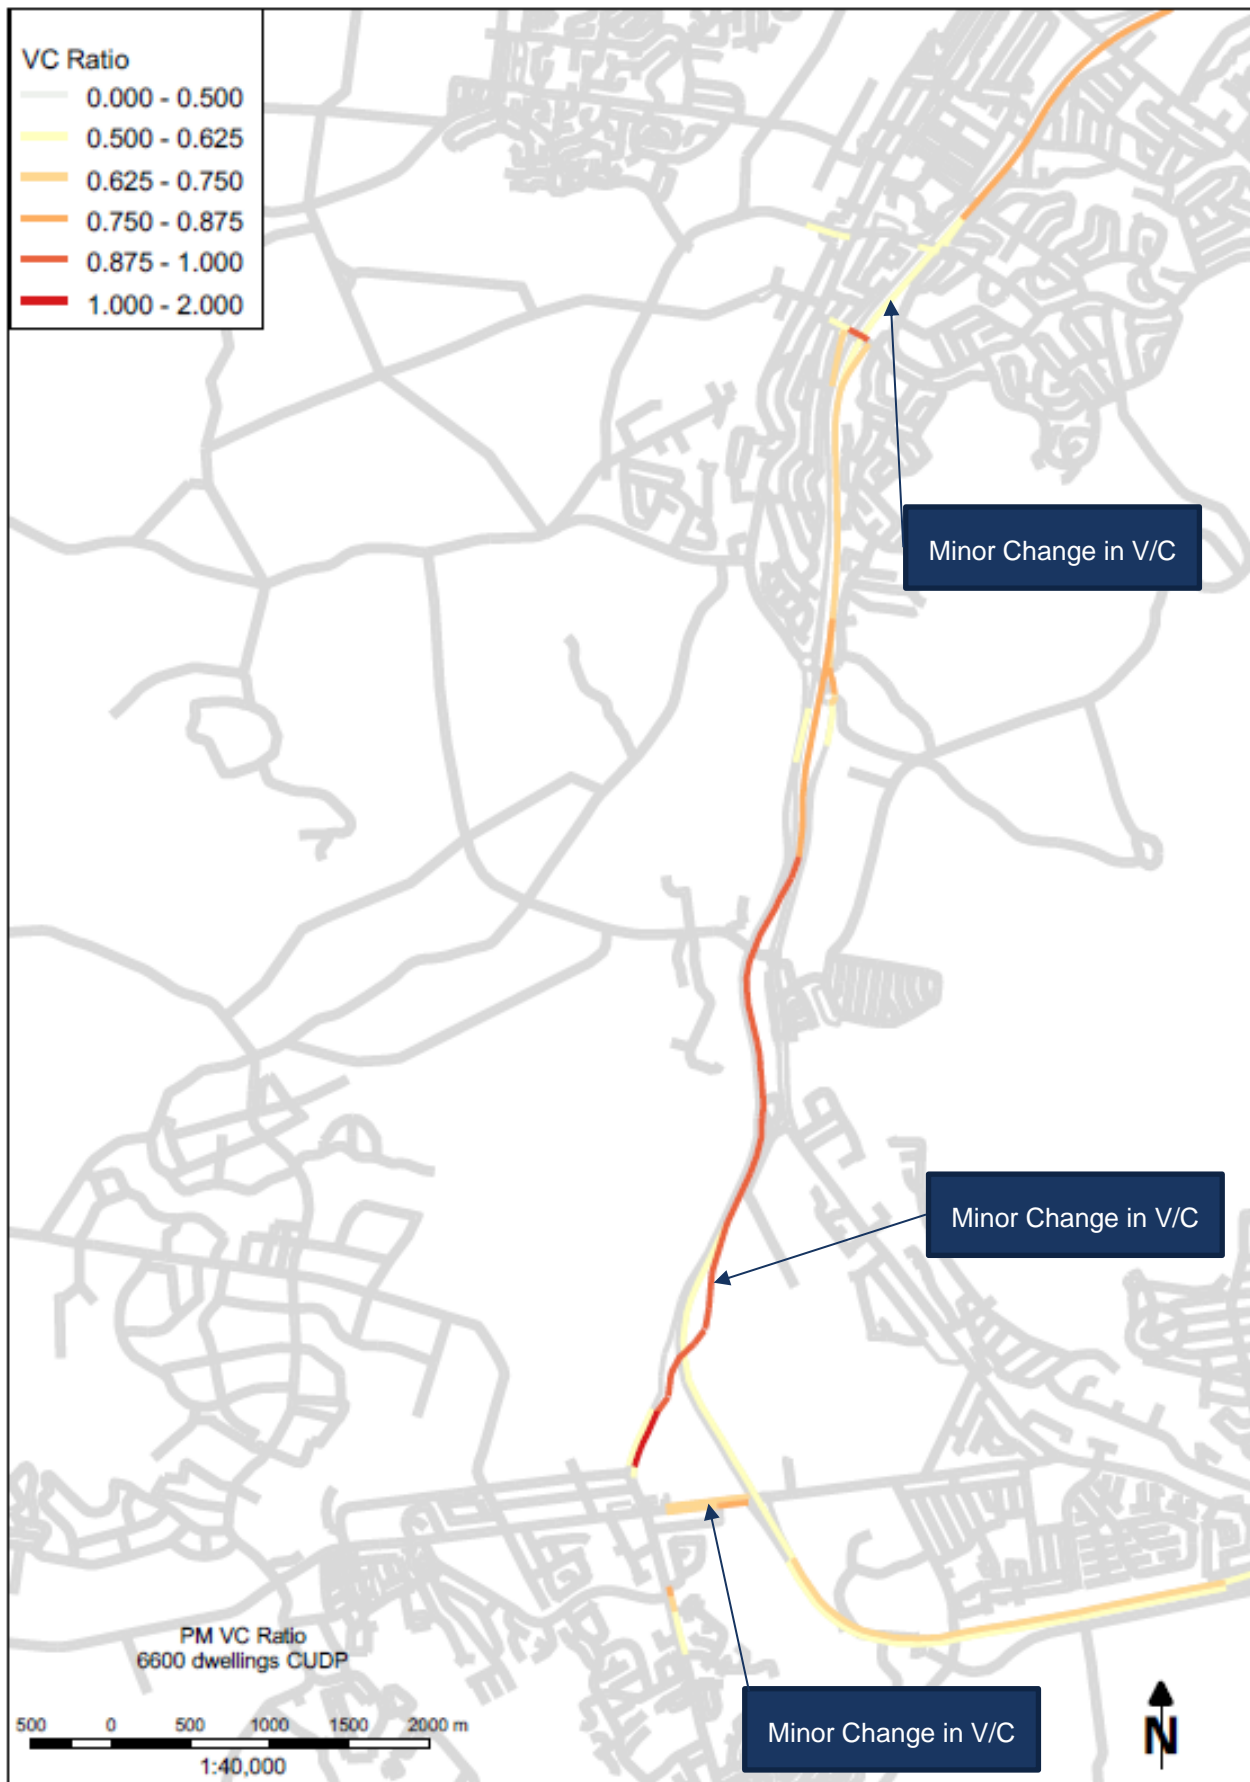 VC Ratio
0.000 - 0.500
0.500 - 0.625
0.625 - 0.750
0.750 - 0.875
0.875 - 1.000
1.000 - 2.000
Minor Change in V/C
Minor Change in V/C
PM VC Ratio
6600 dwellings CUDP
Minor Change in V/C
500 0 500 1000 1500 2000 m
1:40,000
N